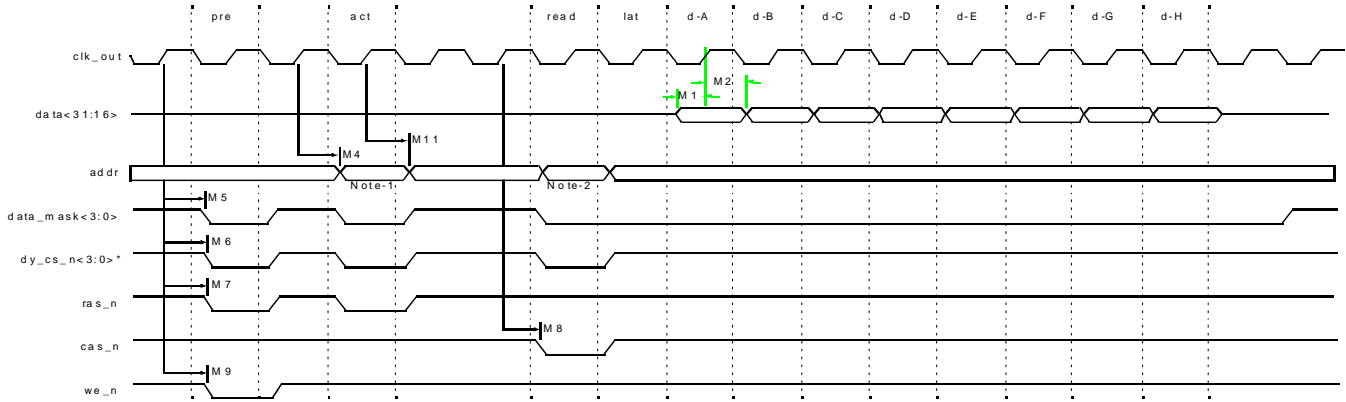 pre act read lat d-A d-B d-C d-D d-E d-F d-G d-H
clk_out
M2
M1
data<31:16>
M11
M4
addr
Note-1 Note-2
M5
data_mask<3:0>
M6
dy_cs_n<3:0>*
M7
ras_n
M8
cas_n
M9
we_n